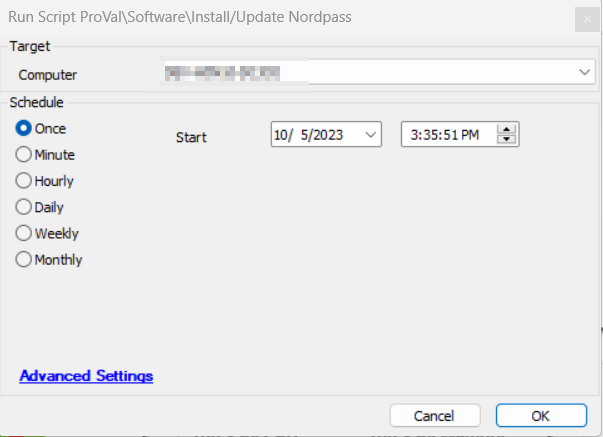 Run Script ProVal\Software\Install/Update Nordpass
Target
Computer
Schedule
Once
Start
10/ 5/2023
3:35:51 PM
Minute
Hourly
Daily
Weekly
Monthly
Advanced Settings
Cancel
OK